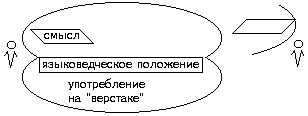 смысл
языковедческое положение
употребление
на "верстаке"